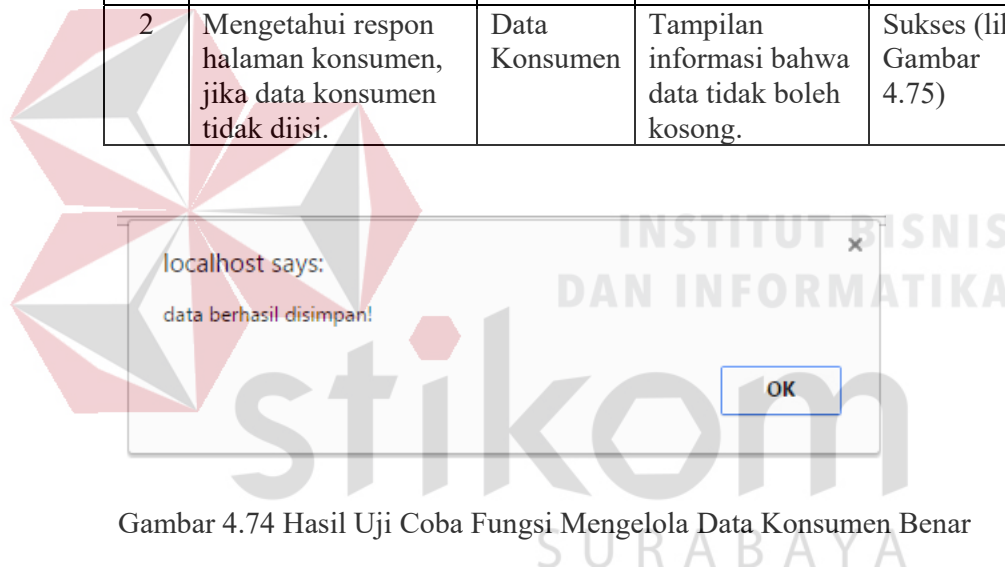 2 Mengetahui respon Data Tampilan Sukses
halaman konsumen, Konsumen informasi bahwa Gambar
jika data konsumen data tidak boleh 4.75)
tidak diisi. kosong.
INSTITUT BISNIS
DAN INFORMATIKA
localhost says:
data berhasil disimpan!
OK
stikom
SURABAYA
Gambar 4.74 Hasil Uji Coba Fungsi Mengelola Data Konsumen Benar